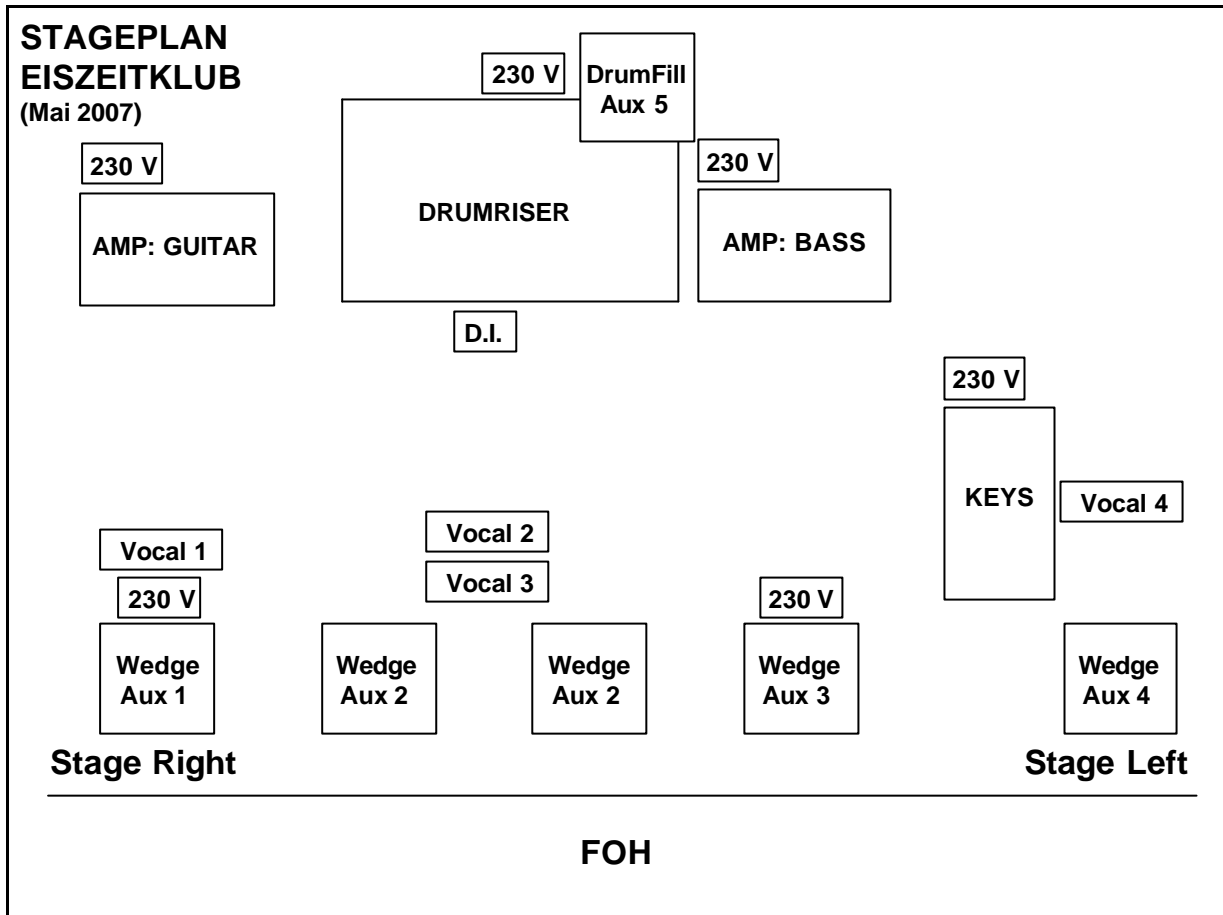 STAGEPLAN
EISZEITKLUB
(Mai 2007)
230 V
DrumFill
Aux 5
230 V
230 V
AMP: GUITAR
DRUMRISER
AMP: BASS
D.I.
230 V
KEYS
Vocal 4
Vocal 1
Vocal 2
Vocal 3
230 V
230 V
Wedge
Aux 1
Wedge
Aux 2
Wedge
Aux 2
Wedge
Aux 3
Wedge
Aux 4
Stage Right
Stage Left
FOH